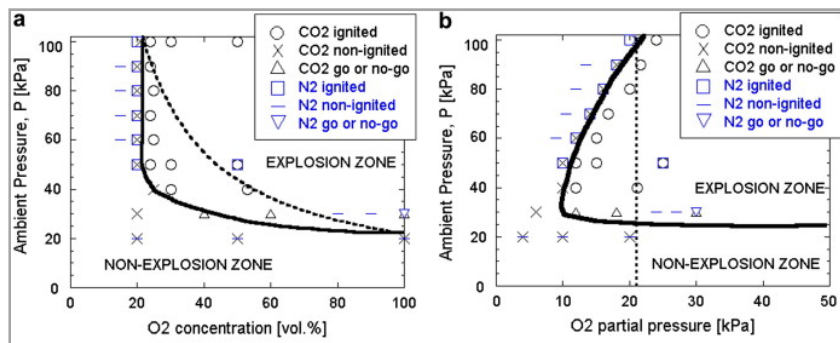 a
CO2 ignited
CO2 non-ignited
CO2 go or no-go
N2 ignited
N2 non-ignited
N2 go or no-go
100
80
60
40
20
0
Ambient Pressure, P [kPa]
EXPLOSION ZONE
NON-EXPLOSION ZONE
0 20 40 60 80 100
O2 concentration [vol.%]
b
CO2 ignited
CO2 non-ignited
CO2 go or no-go
N2 ignited
N2 non-ignited
N2 go or no-go
100
80
60
40
20
0
Ambient Pressure, P [kPa]
EXPLOSION ZONE
NON-EXPLOSION ZONE
0 10 20 30 40 50
O2 partial pressure [kPa]